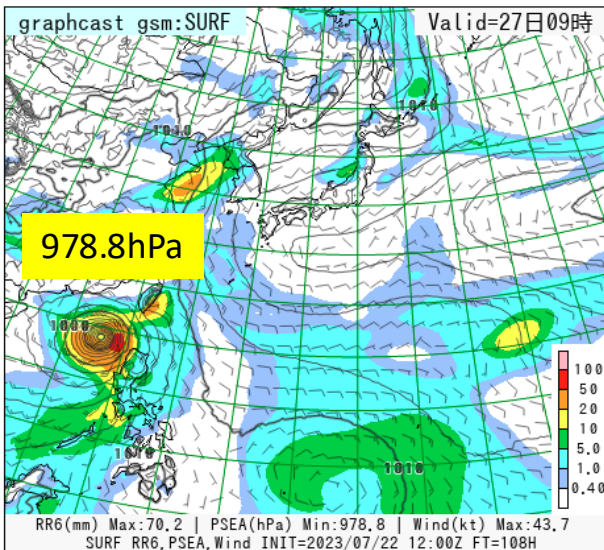 graphcast gsm:SURF
Valid=27日09時
1010
1010
978.8hPa
1000
1010
1010
100
50
20
10
5.0
1.0
0.40
RR6(mm) Max:70.2 | PSEA(hPa) Min:978.8 | Wind(kt) Max:43.7
SURF RR6,PSEA,Wind INIT=2023/07/22 12:00Z FT=108H